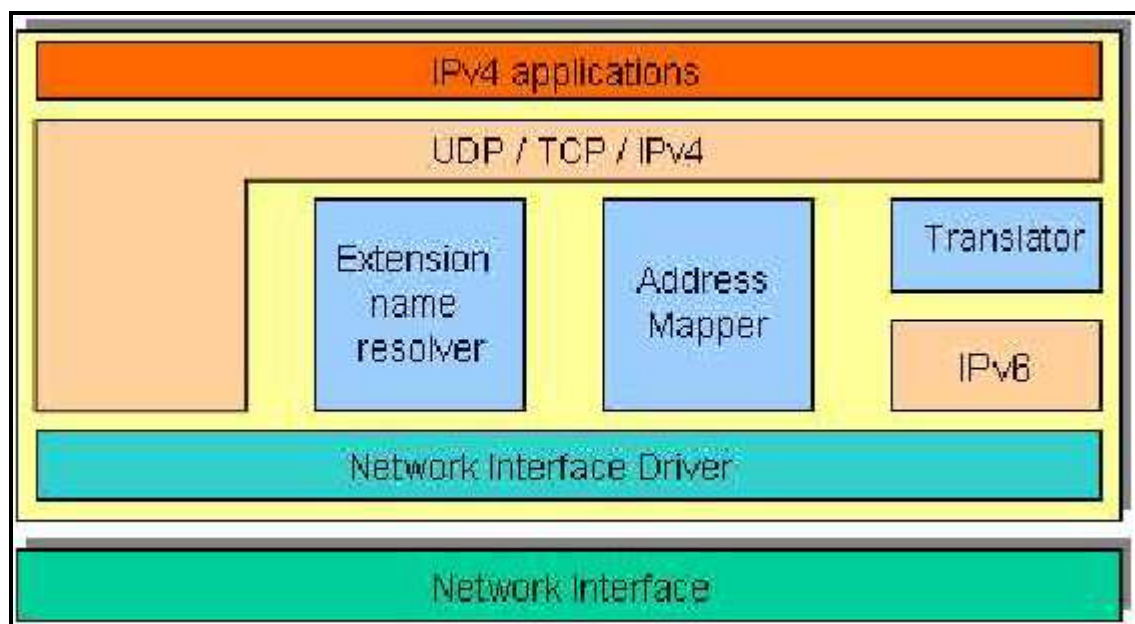 IPv4 applications
UDP / TCP / IPv4
Extension
name
resolver
Address
Mapper
Translator
IPv6
Network Interface Driver
Network Interface